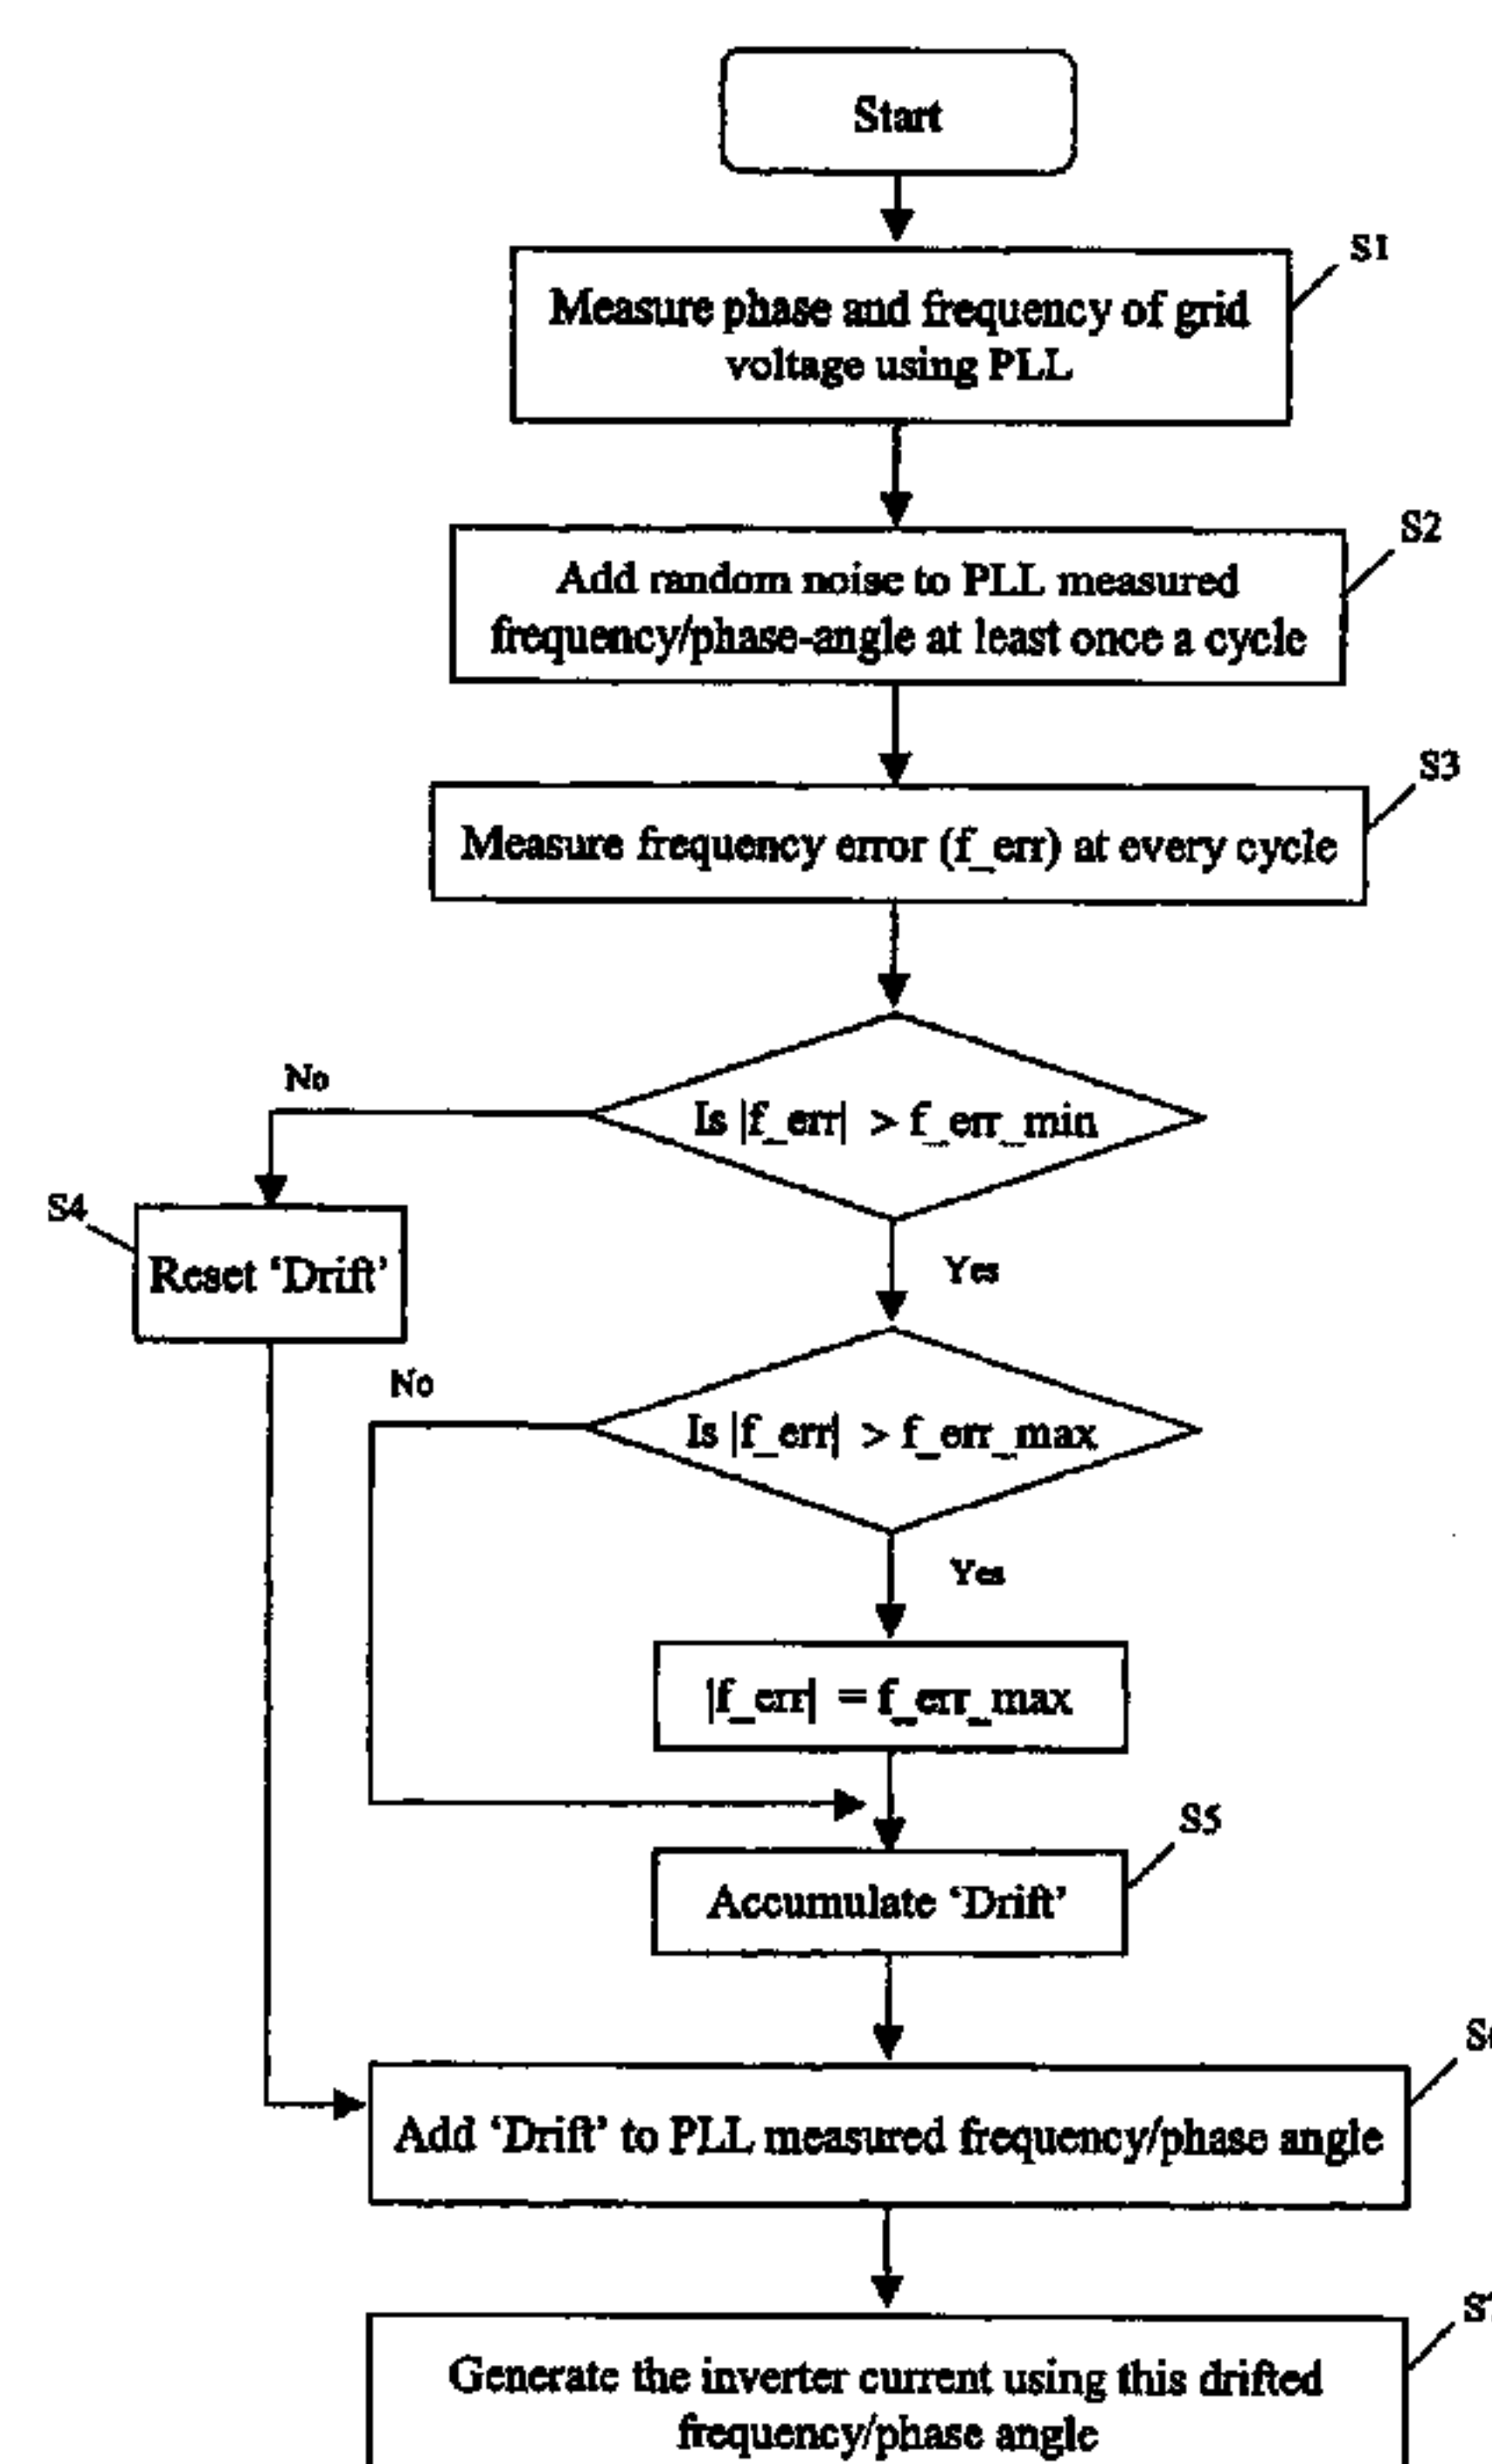 Start
S1
Measure phase and frequency of grid
voltage using PLL
S2
Add random noise to PLL measured
frequency/phase-angle at least once a cycle
S3
Measure frequency error (f_err) at every cycle
No
Is |f_err| > f_err_min
S4
Reset ‘Drift’
Yes
No
Is |f_err| > f_err_max
Yes
|f_err| = f_err_max
S5
Accumulate ‘Drift’
Add ‘Drift’ to PLL measured frequency/phase angle
Generate the inverter current using this drifted
frequency/phase angle